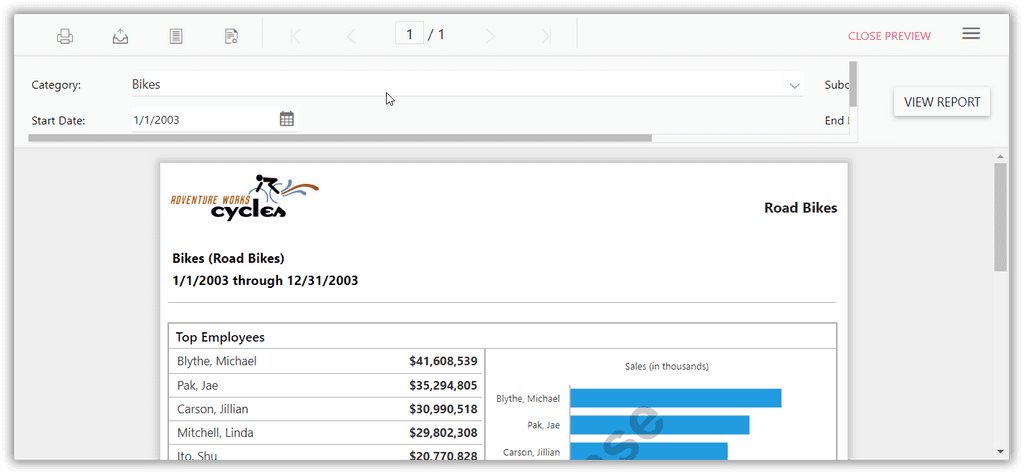 1 / 1
CLOSE PREVIEW
Category:
Bikes
Start Date:
1/1/2003
End
VIEW REPORT
ADVENTURE WORKS
cycles
Road Bikes
Bikes (Road Bikes)
1/1/2003 through 12/31/2003
Top Employees
Blythe, Michael $41,608,539
Pak, Jae $35,294,805
Carson, Jillian $30,990,518
Mitchell, Linda $29,802,308
Ito, Shu $20,770,828
Sales (in thousands)
Blythe, Michael
Pak, Jae
Carson, Jillian